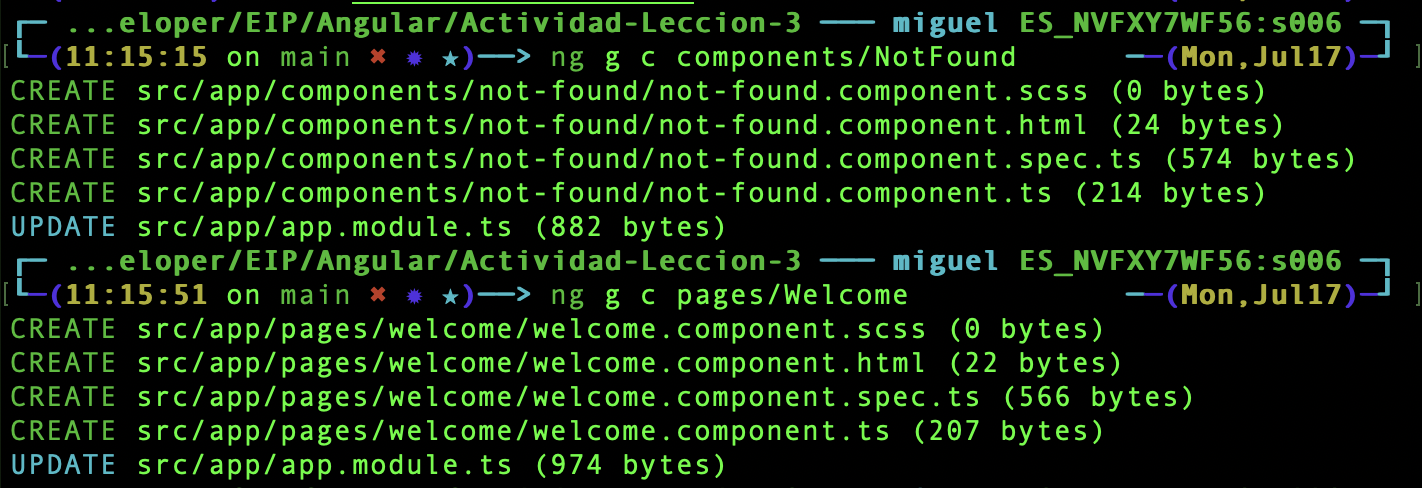 ...eloper/EIP/Angular/Actividad-Leccion-3 miguel ES_NVFXY7WF56:s006
(11:15:15 on main ✖ ✹ ★)──> ng g c components/NotFound (Mon,Jul17)
CREATE src/app/components/not-found/not-found.component.scss (0 bytes)
CREATE src/app/components/not-found/not-found.component.html (24 bytes)
CREATE src/app/components/not-found/not-found.component.spec.ts (574 bytes)
CREATE src/app/components/not-found/not-found.component.ts (214 bytes)
UPDATE src/app/app.module.ts (882 bytes)
...eloper/EIP/Angular/Actividad-Leccion-3 miguel ES_NVFXY7WF56:s006
(11:15:51 on main ✖ ✹ ★)──> ng g c pages/Welcome (Mon,Jul17)
CREATE src/app/pages/welcome/welcome.component.scss (0 bytes)
CREATE src/app/pages/welcome/welcome.component.html (22 bytes)
CREATE src/app/pages/welcome/welcome.component.spec.ts (566 bytes)
CREATE src/app/pages/welcome/welcome.component.ts (207 bytes)
UPDATE src/app/app.module.ts (974 bytes)